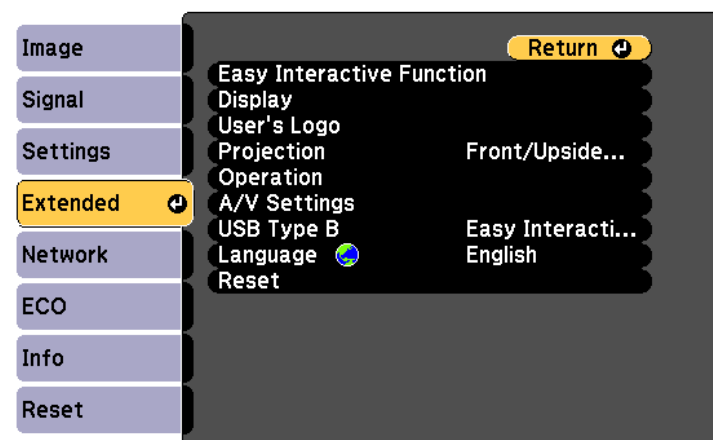 Image
Signal
Settings
Extended
Network
ECO
Info
Reset
Return
Easy Interactive Function
Display
User's Logo
Projection Front/Upside...
Operation
A/V Settings
USB Type B Easy Interacti...
Language English
Reset